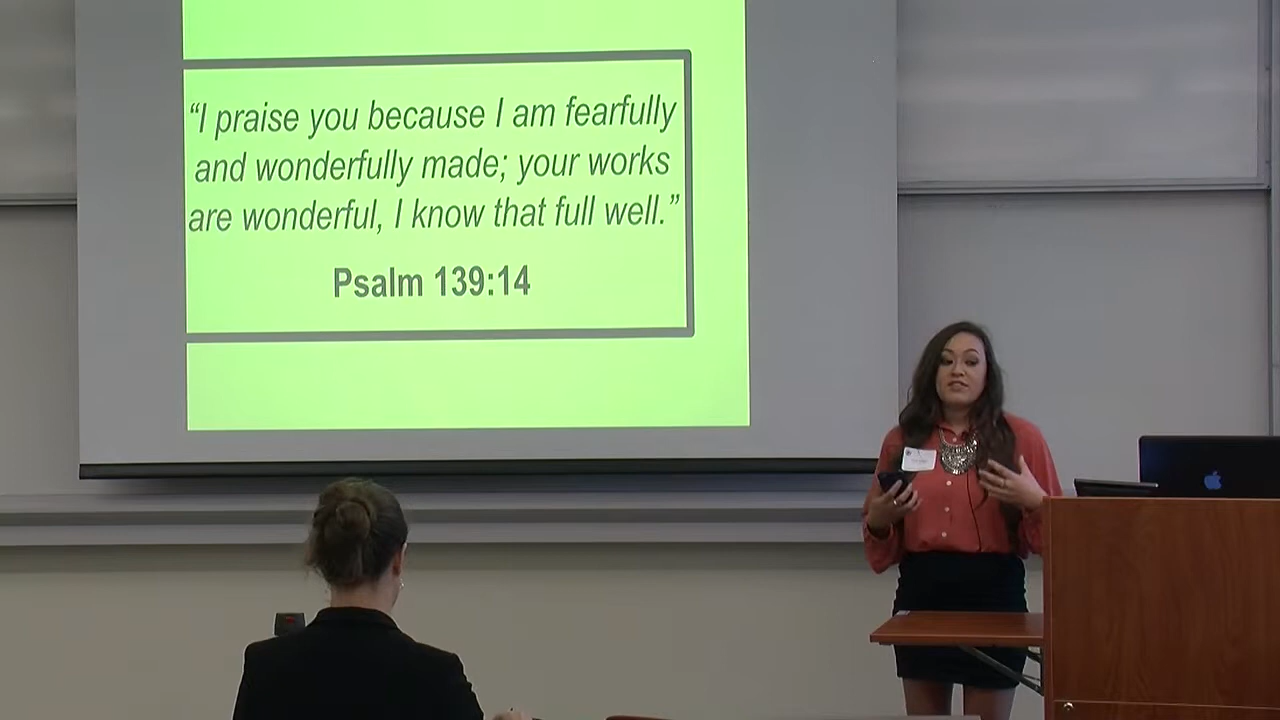 “I praise you because I am fearfully
and wonderfully made; your works
are wonderful, I know that full well.”
Psalm 139:14